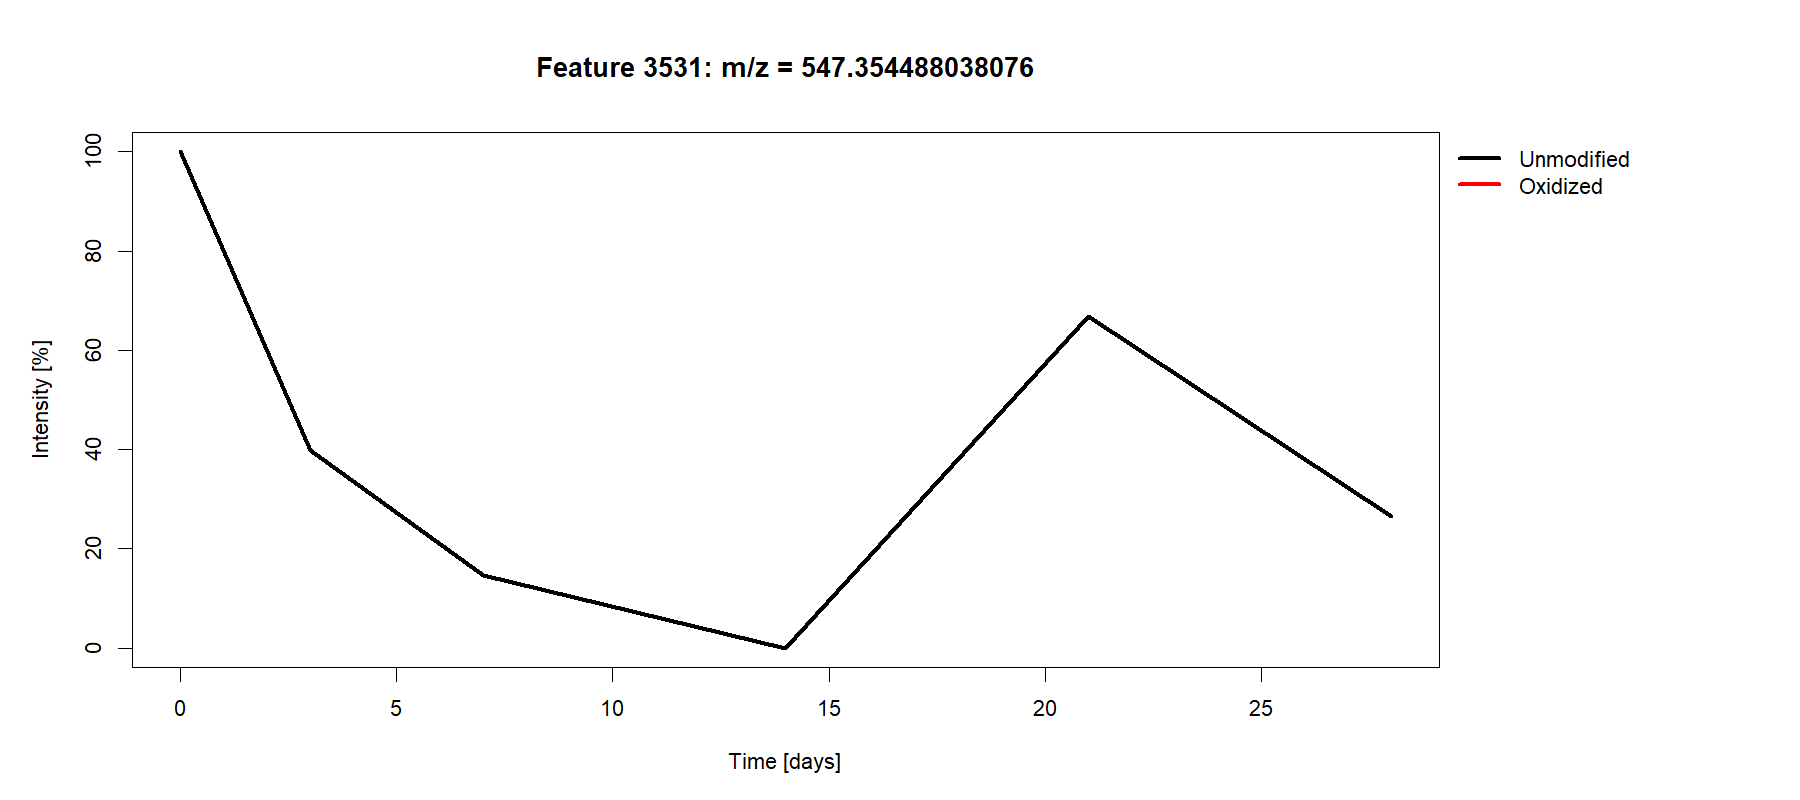 Feature 3531: m/z = 547.354488038076
Unmodified
Oxidized
Intensity [%]
100
80
60
40
20
0
0 5 10 15 20 25
Time [days]